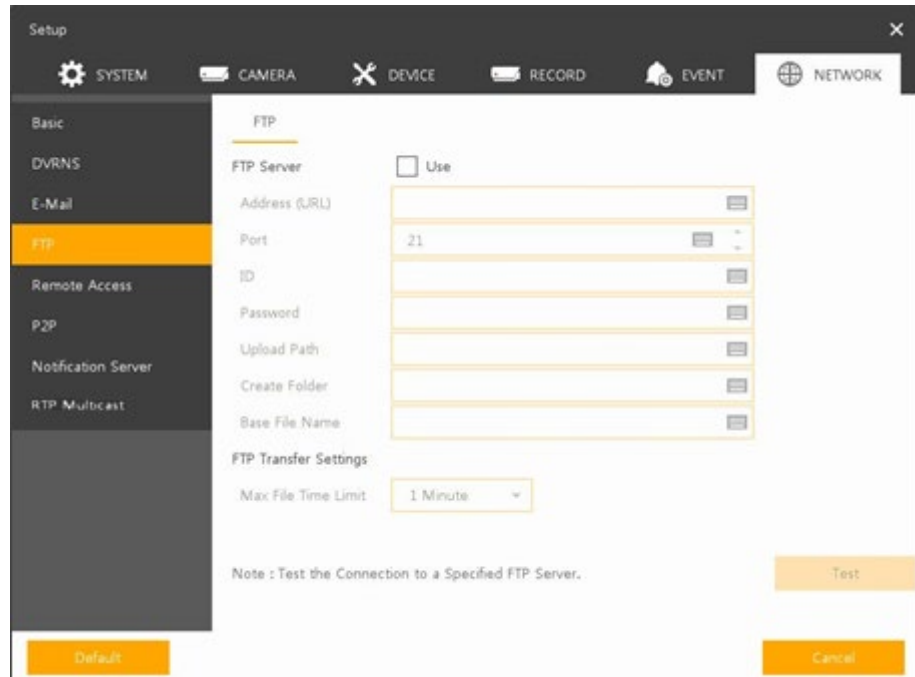 Setup
SYSTEM CAMERA DEVICE RECORD EVENT NETWORK
Basic
DVRNS
E-Mail
FTP
Remote Access
P2P
Notification Server
RTP Multicast
FTP
FTP Server Use
Address (URL)
Port 21
ID
Password
Upload Path
Create Folder
Base File Name
FTP Transfer Settings
Max File Time Limit 1 Minute
Note : Test the Connection to a Specified FTP Server. Test
Default Cancel